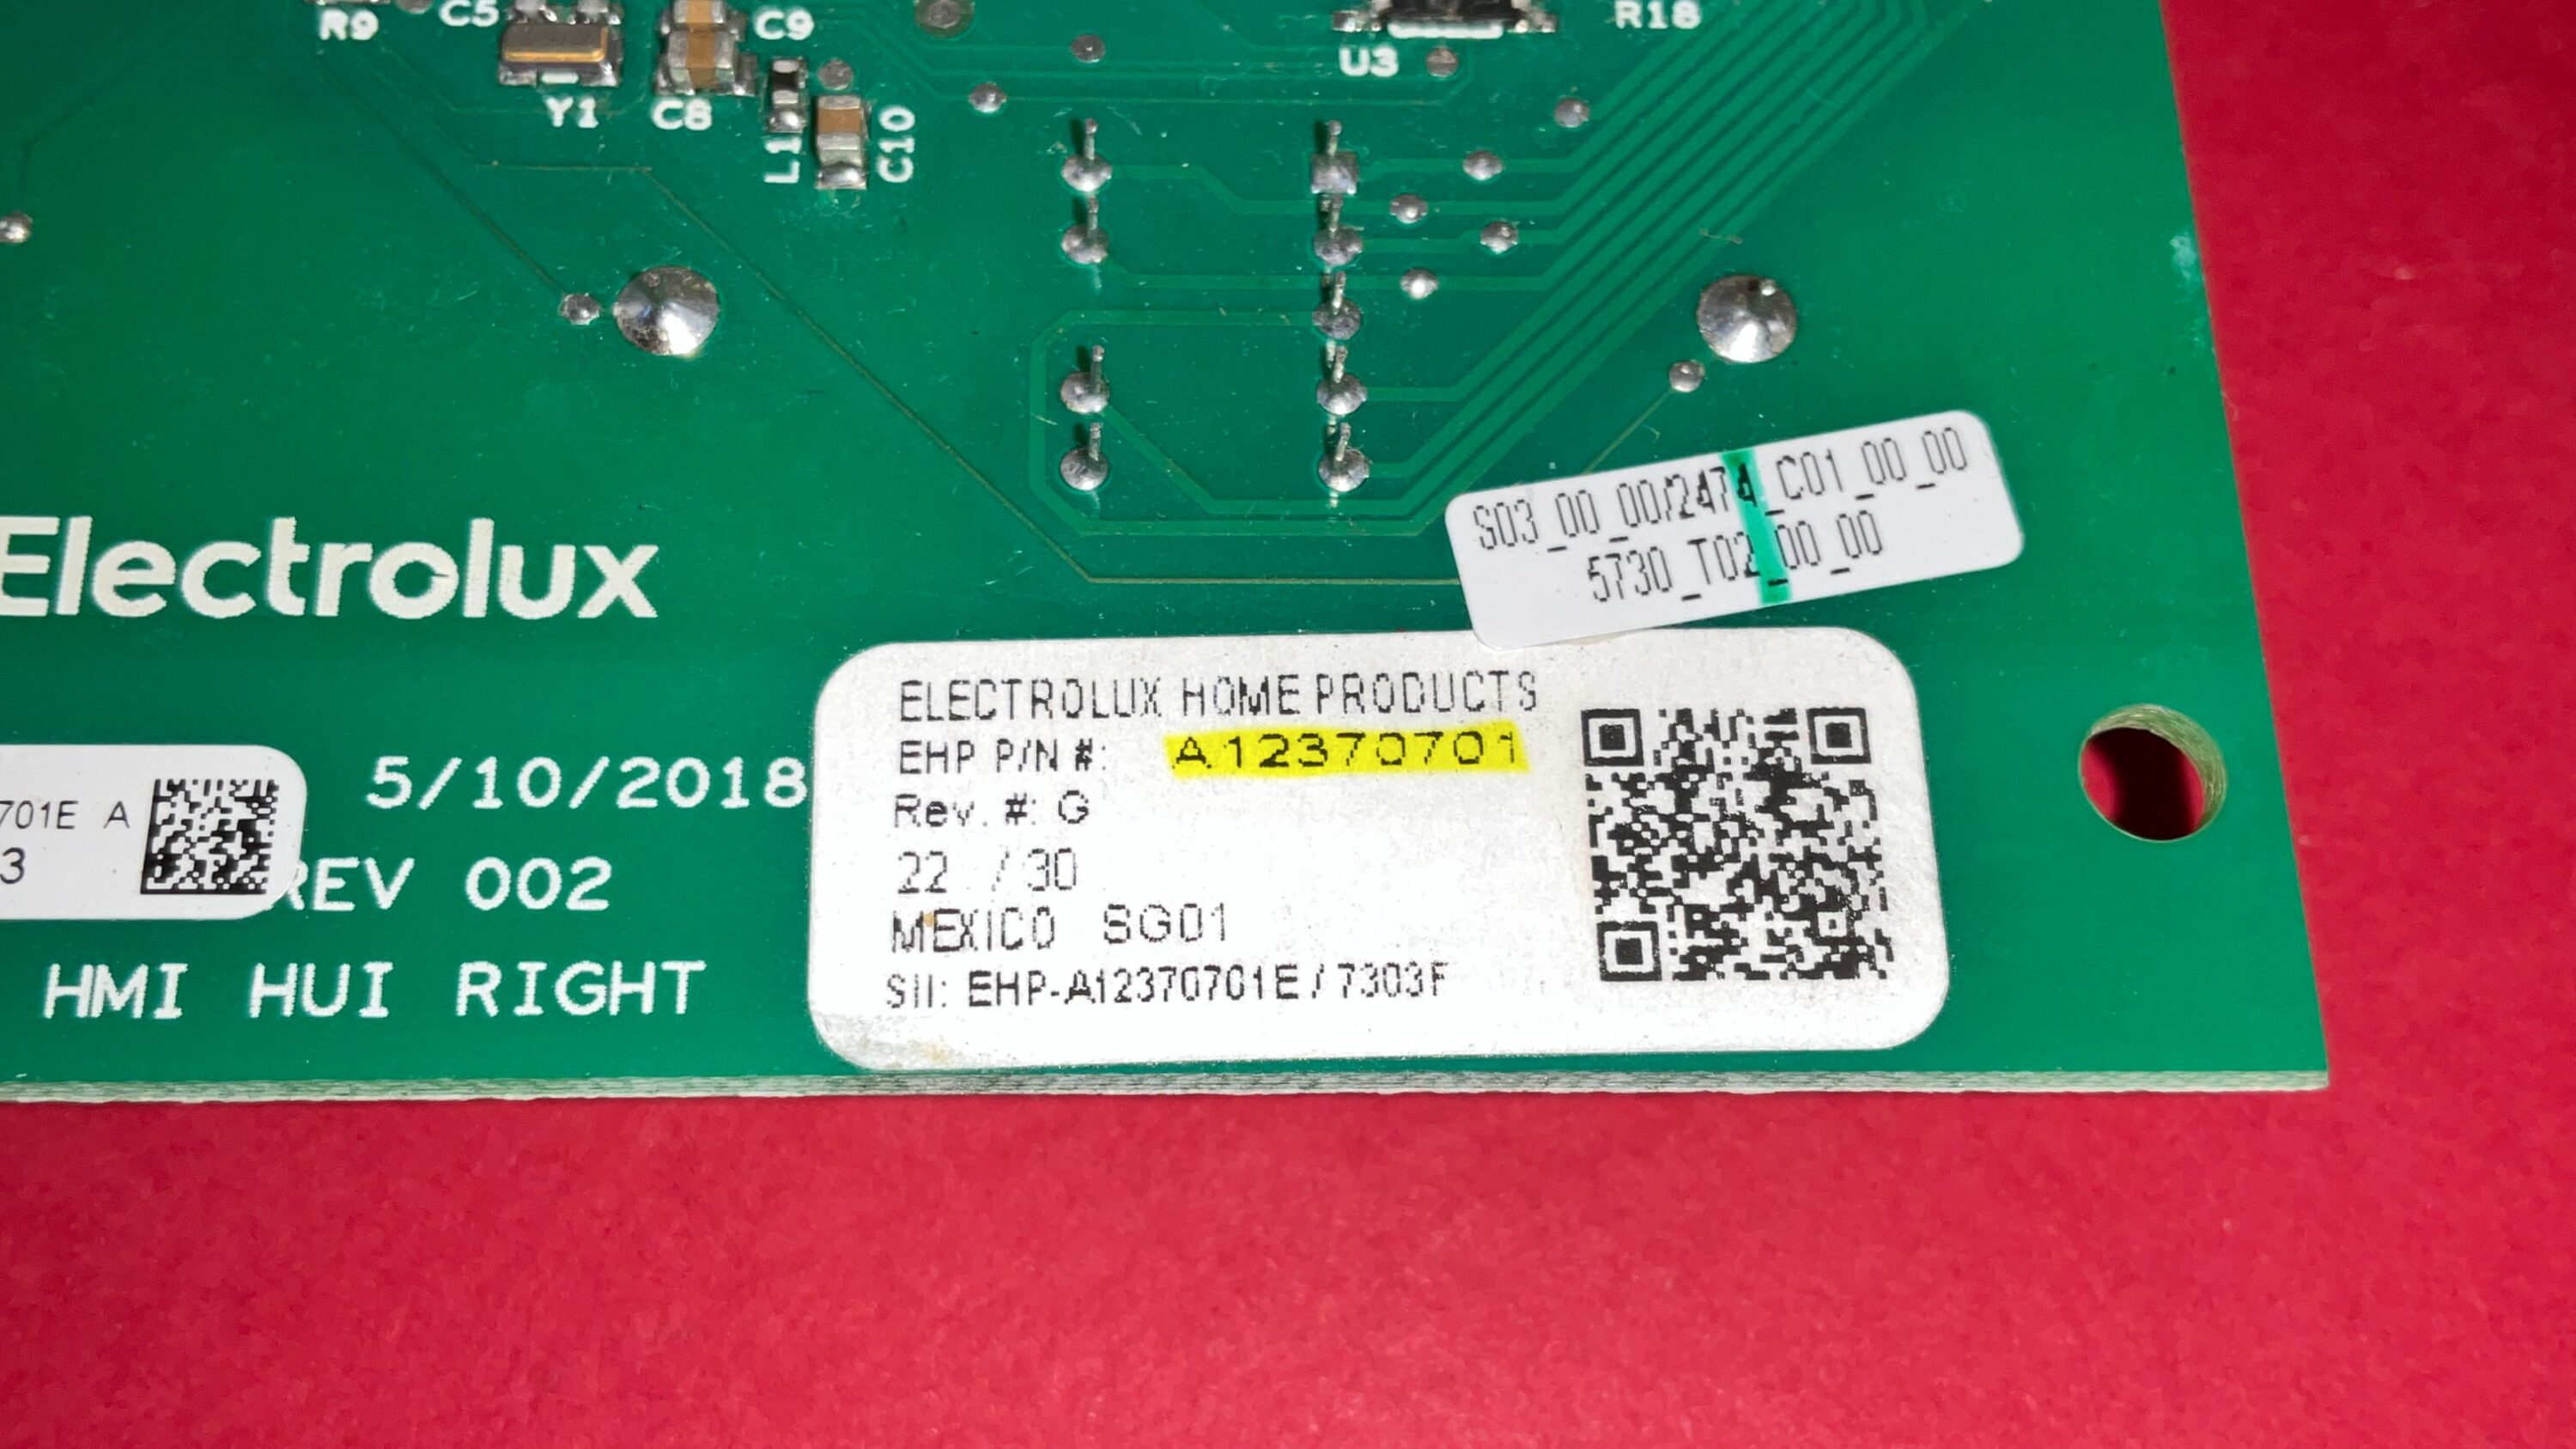 R9
C5
C9
Y1
C8
L1
C10
U3
R18
Electrolux
S03_00_00/2474_C01_00_00
5730_T02_00_00
ELECTROLUX HOME PRODUCTS
EHP P/N #: A12370701
Rev. #: G
22 / 30
MEXICO SG01
SII: EHP-A12370701E / 7303F
701E A
3
5/10/2018
REV 002
HMI HUI RIGHT